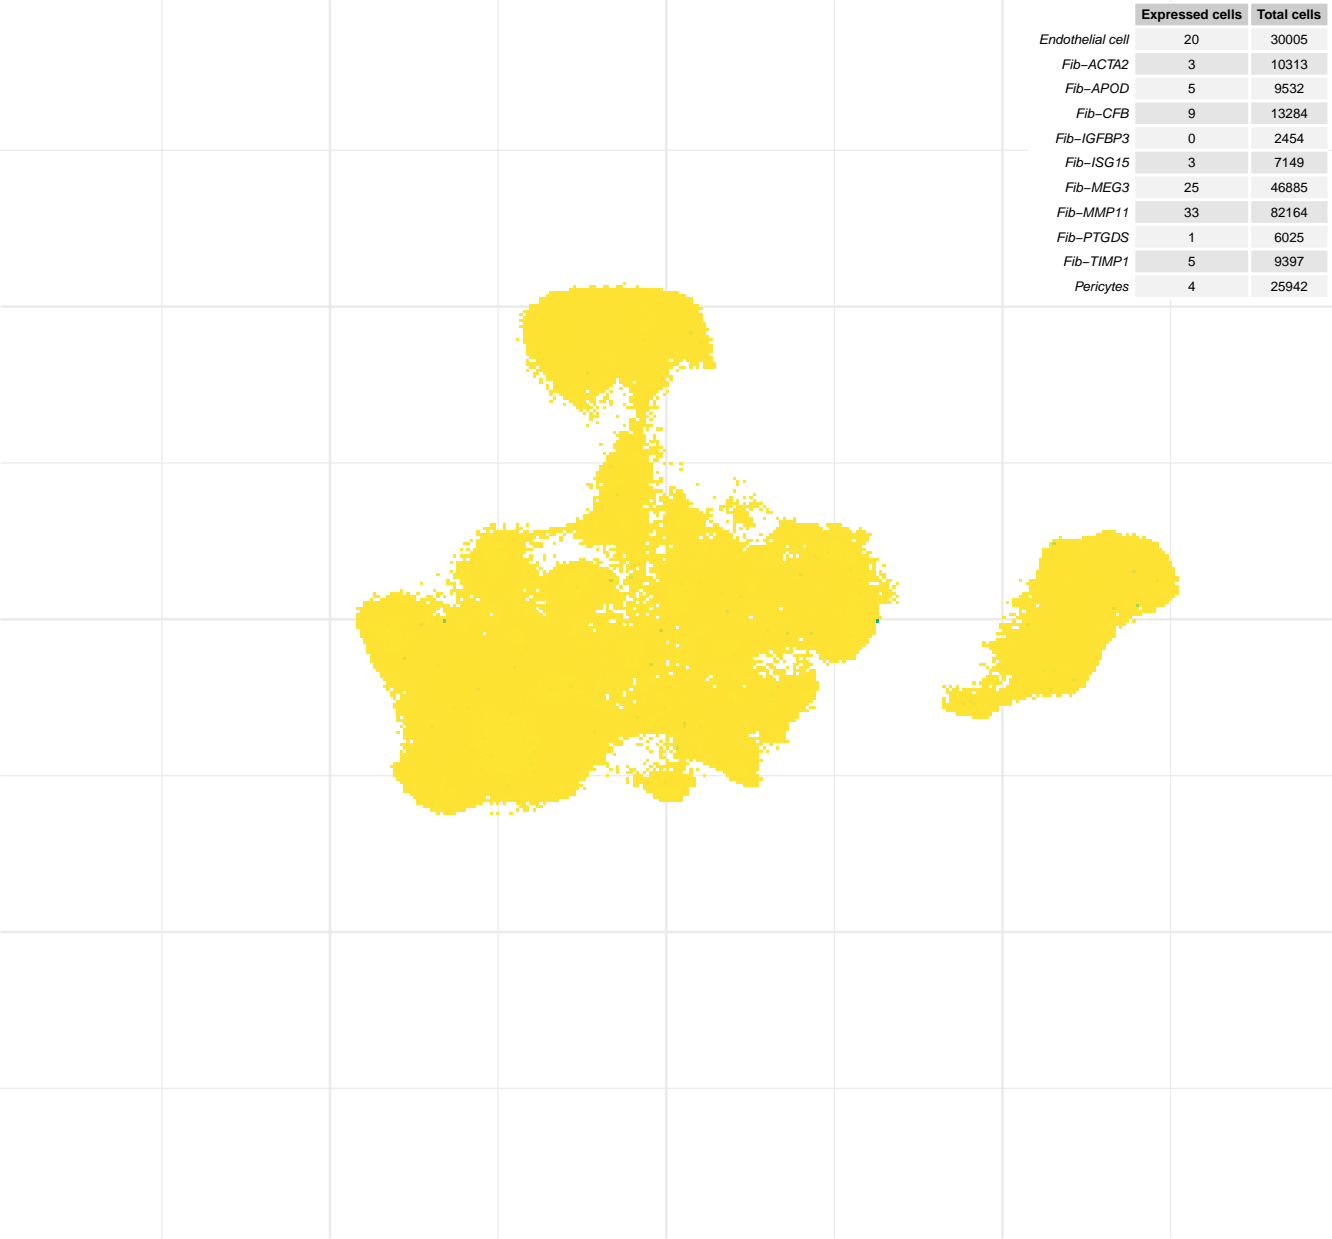 Expressed cells Total cells
Endothelial cell 20 30005
Fib−ACTA2 3 10313
Fib−APOD 5 9532
Fib−CFB 9 13284
Fib−IGFBP3 0 2454
Fib−ISG15 3 7149
Fib−MEG3 25 46885
Fib−MMP11 33 82164
Fib−PTGDS 1 6025
Fib−TIMP1 5 9397
Pericytes 4 25942